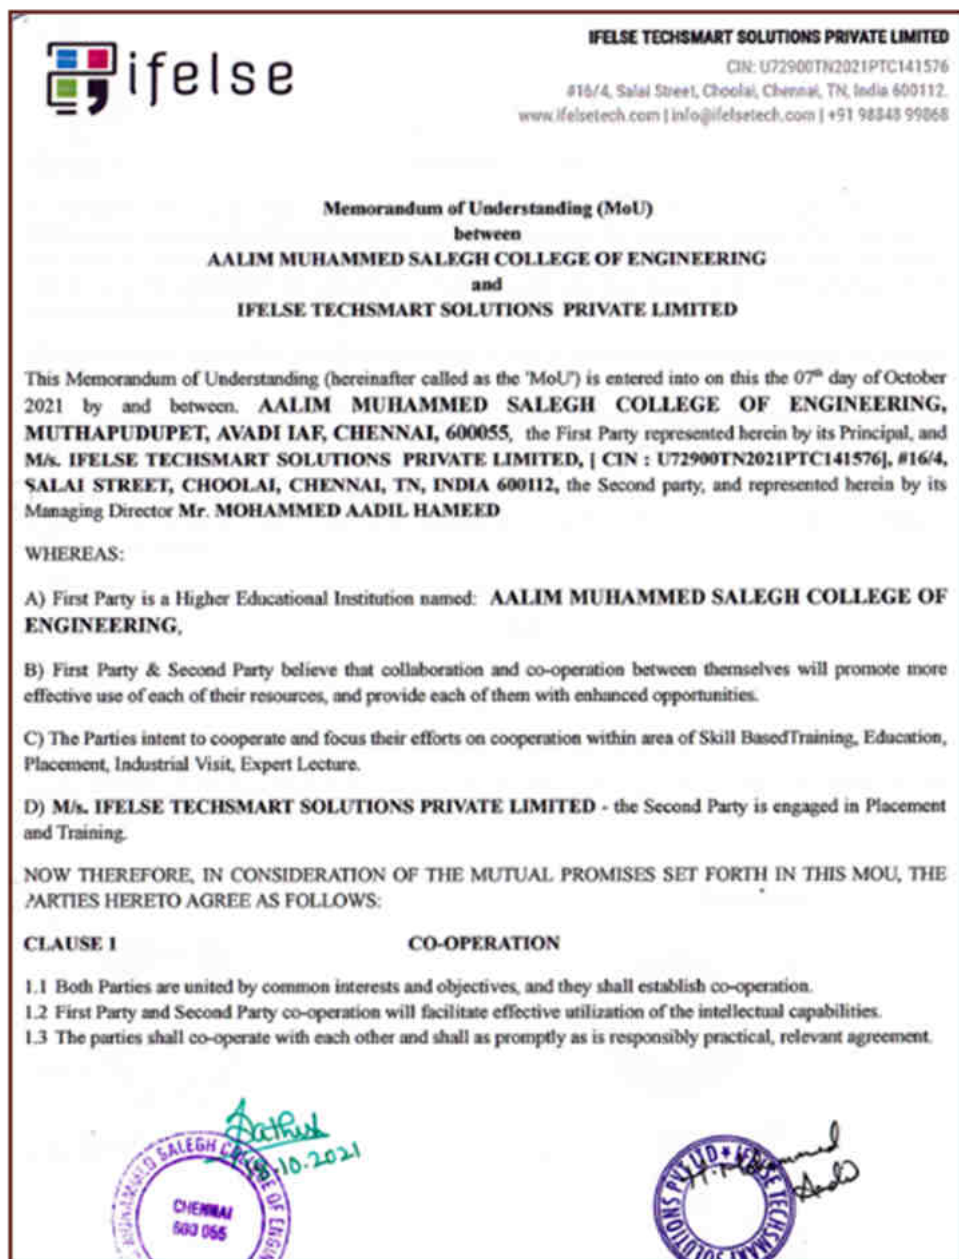 ifelse
IFELSE TECHSMART SOLUTIONS PRIVATE LIMITED
CIN: U72900TN2021PTC141576
#16/4, Salai Street, Choolai, Chennai, TN, India 600112.
www.ifelsetech.com | info@ifelsetech.com | +91 98848 99868
Memorandum of Understanding (MoU)
between
AALIM MUHAMMED SALEGH COLLEGE OF ENGINEERING
and
IFELSE TECHSMART SOLUTIONS PRIVATE LIMITED
This Memorandum of Understanding (hereinafter called as the 'MoU') is entered into on this the 07th day of October
2021 by and between. AALIM MUHAMMED SALEGH COLLEGE OF ENGINEERING,
MUTHAPUDUPET, AVADI IAF, CHENNAI, 600055, the First Party represented herein by its Principal, and
M/s. IFELSE TECHSMART SOLUTIONS PRIVATE LIMITED, [ CIN : U72900TN2021PTC141576], #16/4,
SALAI STREET, CHOOLAI, CHENNAI, TN, INDIA 600112, the Second party, and represented herein by its
Managing Director Mr. MOHAMMED AADIL HAMEED
WHEREAS:
A) First Party is a Higher Educational Institution named: AALIM MUHAMMED SALEGH COLLEGE OF
ENGINEERING,
B) First Party & Second Party believe that collaboration and co-operation between themselves will promote more
effective use of each of their resources, and provide each of them with enhanced opportunities.
C) The Parties intent to cooperate and focus their efforts on cooperation within area of Skill BasedTraining, Education,
Placement, Industrial Visit, Expert Lecture.
D) M/s. IFELSE TECHSMART SOLUTIONS PRIVATE LIMITED - the Second Party is engaged in Placement
and Training.
NOW THEREFORE, IN CONSIDERATION OF THE MUTUAL PROMISES SET FORTH IN THIS MOU, THE
PARTIES HERETO AGREE AS FOLLOWS:
CLAUSE 1 CO-OPERATION
1.1 Both Parties are united by common interests and objectives, and they shall establish co-operation.
1.2 First Party and Second Party co-operation will facilitate effective utilization of the intellectual capabilities.
1.3 The parties shall co-operate with each other and shall as promptly as is responsibly practical, relevant agreement.
.10.2021
SALEGH
OF
CHENNAI
600 055
IFELSE TECHSMART SOLUTIONS PVT LTD